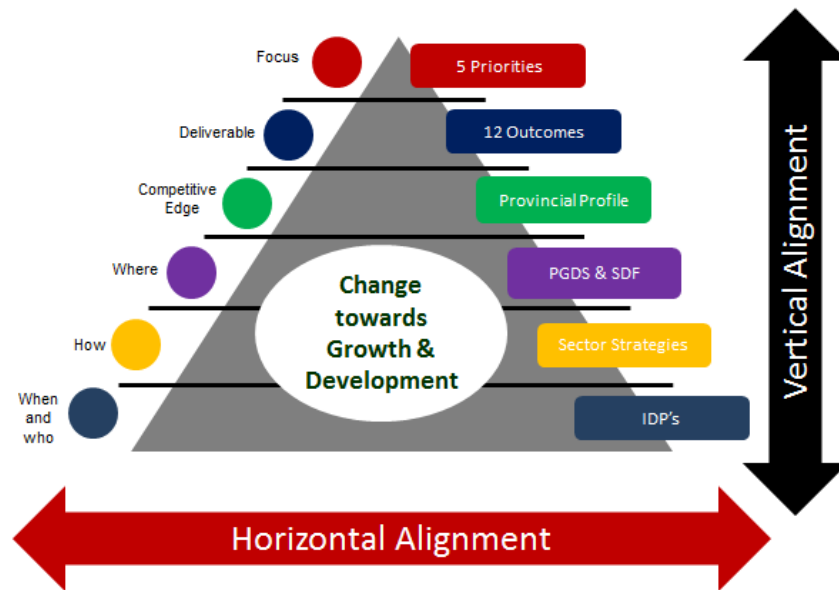 Focus
5 Priorities
Deliverable
12 Outcomes
Competitive
Edge
Provincial Profile
Where
PGDS & SDF
Change
towards
Growth &
Development
How
Sector Strategies
When
and
who
IDP's
Vertical Alignment
Horizontal Alignment